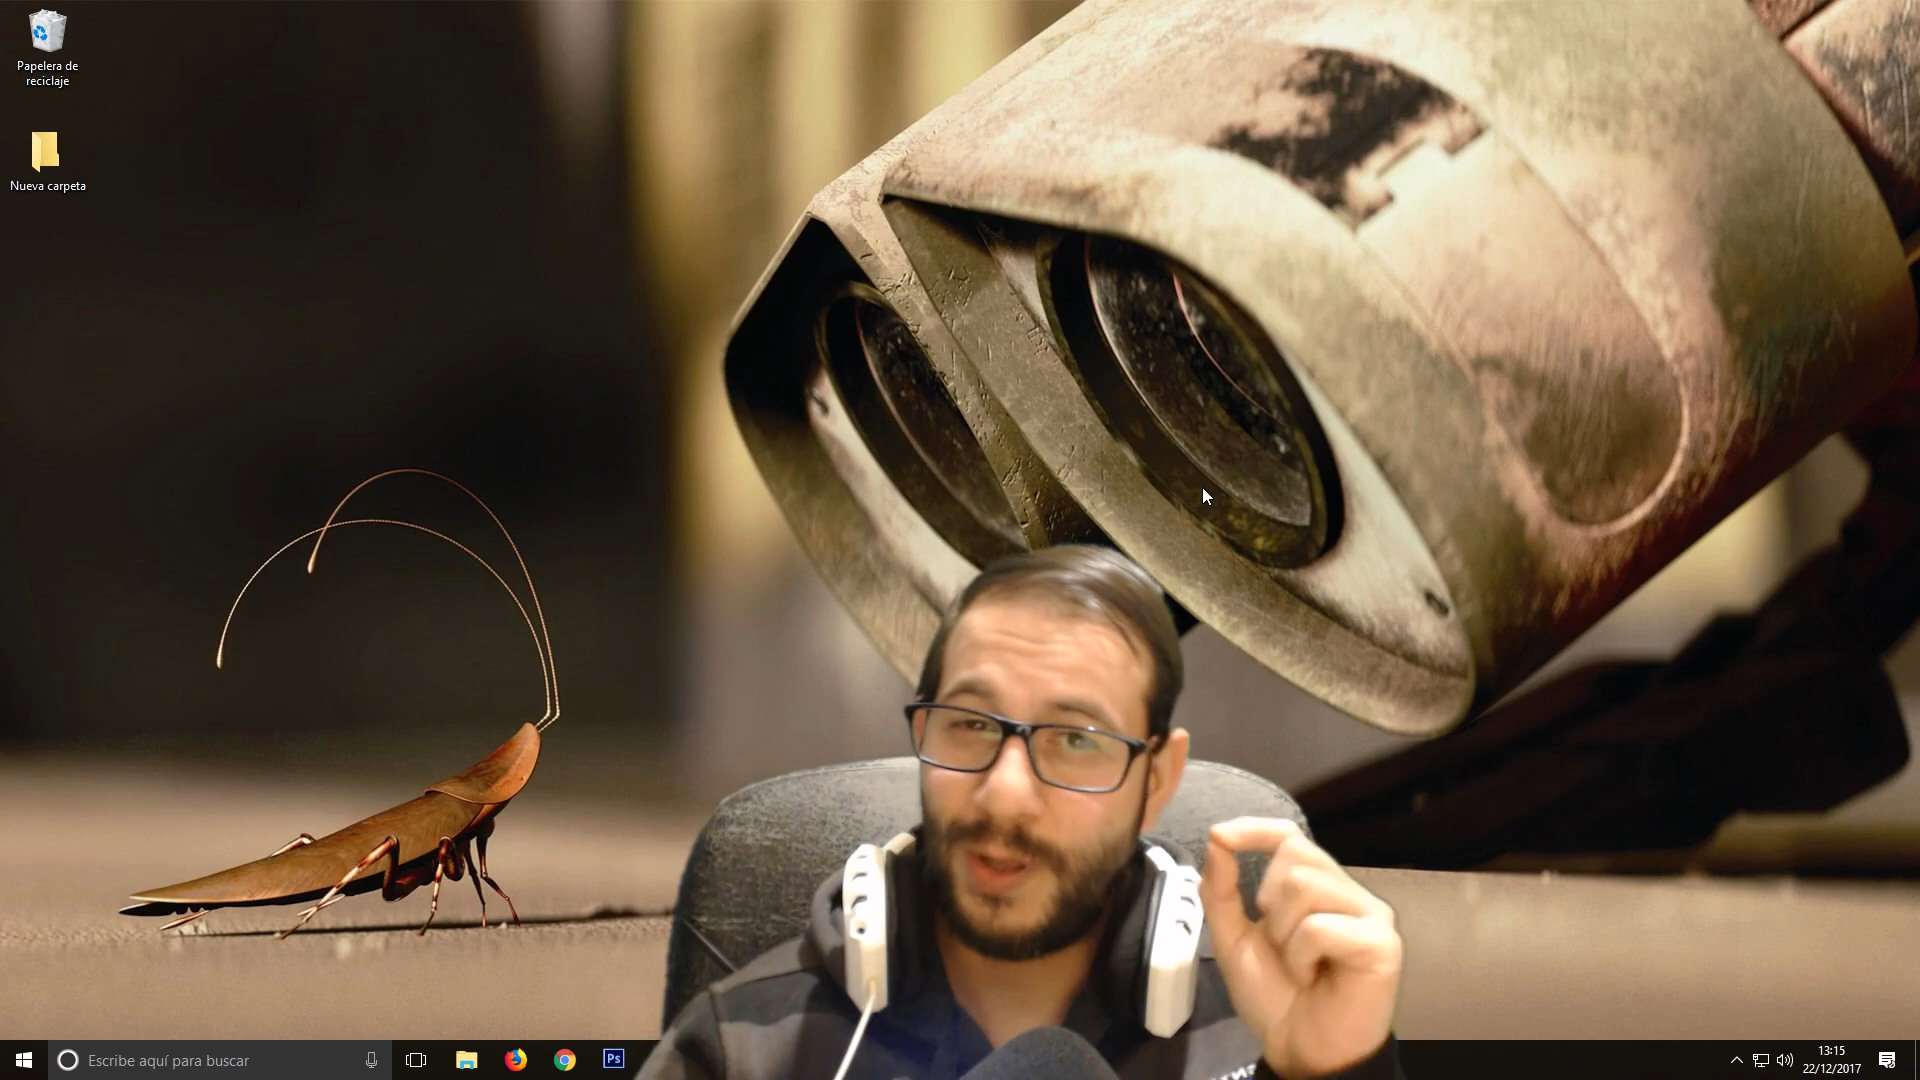 Papelera de
reciclaje
Nueva carpeta
Escribe aquí para buscar
Ps
13:15
22/12/2017